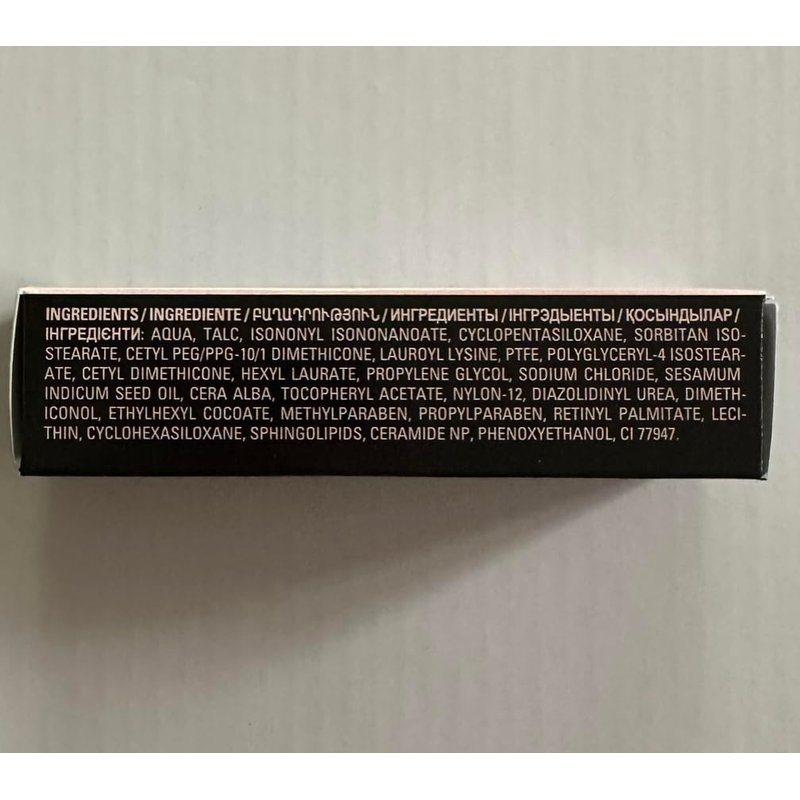 INGREDIENTS / INGREDIENTE / ԲԱՂԱԴՐՈՒԹՅՈՒՆ / ИНГРЕДИЕНТЫ / ІНГРЭДЫЕНТЫ / ҚОСЫНДЫЛАР /
ІНГРЕДІЄНТИ: AQUA, TALC, ISONONYL ISONONANOATE, CYCLOPENTASILOXANE, SORBITAN ISO-
STEARATE, CETYL PEG/PPG-10/1 DIMETHICONE, LAUROYL LYSINE, PTFE, POLYGLYCERYL-4 ISOSTEAR-
ATE, CETYL DIMETHICONE, HEXYL LAURATE, PROPYLENE GLYCOL, SODIUM CHLORIDE, SESAMUM
INDICUM SEED OIL, CERA ALBA, TOCOPHERYL ACETATE, NYLON-12, DIAZOLIDINYL UREA, DIMETH-
ICONOL, ETHYLHEXYL COCOATE, METHYLPARABEN, PROPYLPARABEN, RETINYL PALMITATE, LECI-
THIN, CYCLOHEXASILOXANE, SPHINGOLIPIDS, CERAMIDE NP, PHENOXYETHANOL, CI 77947.